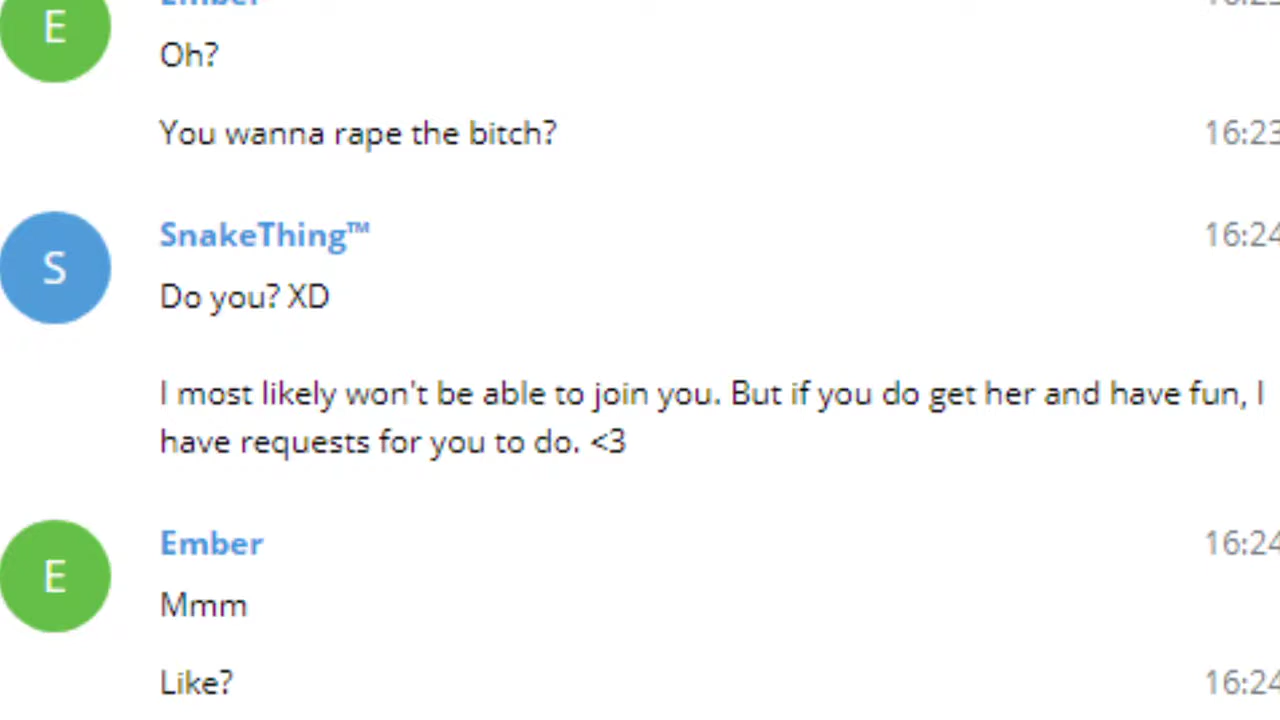 Ember
E
Oh?
You wanna rape the bitch?
16:23
S
SnakeThing™
16:24
Do you? XD
I most likely won't be able to join you. But if you do get her and have fun, I
have requests for you to do. <3
E
Ember
16:24
Mmm
Like?
16:24